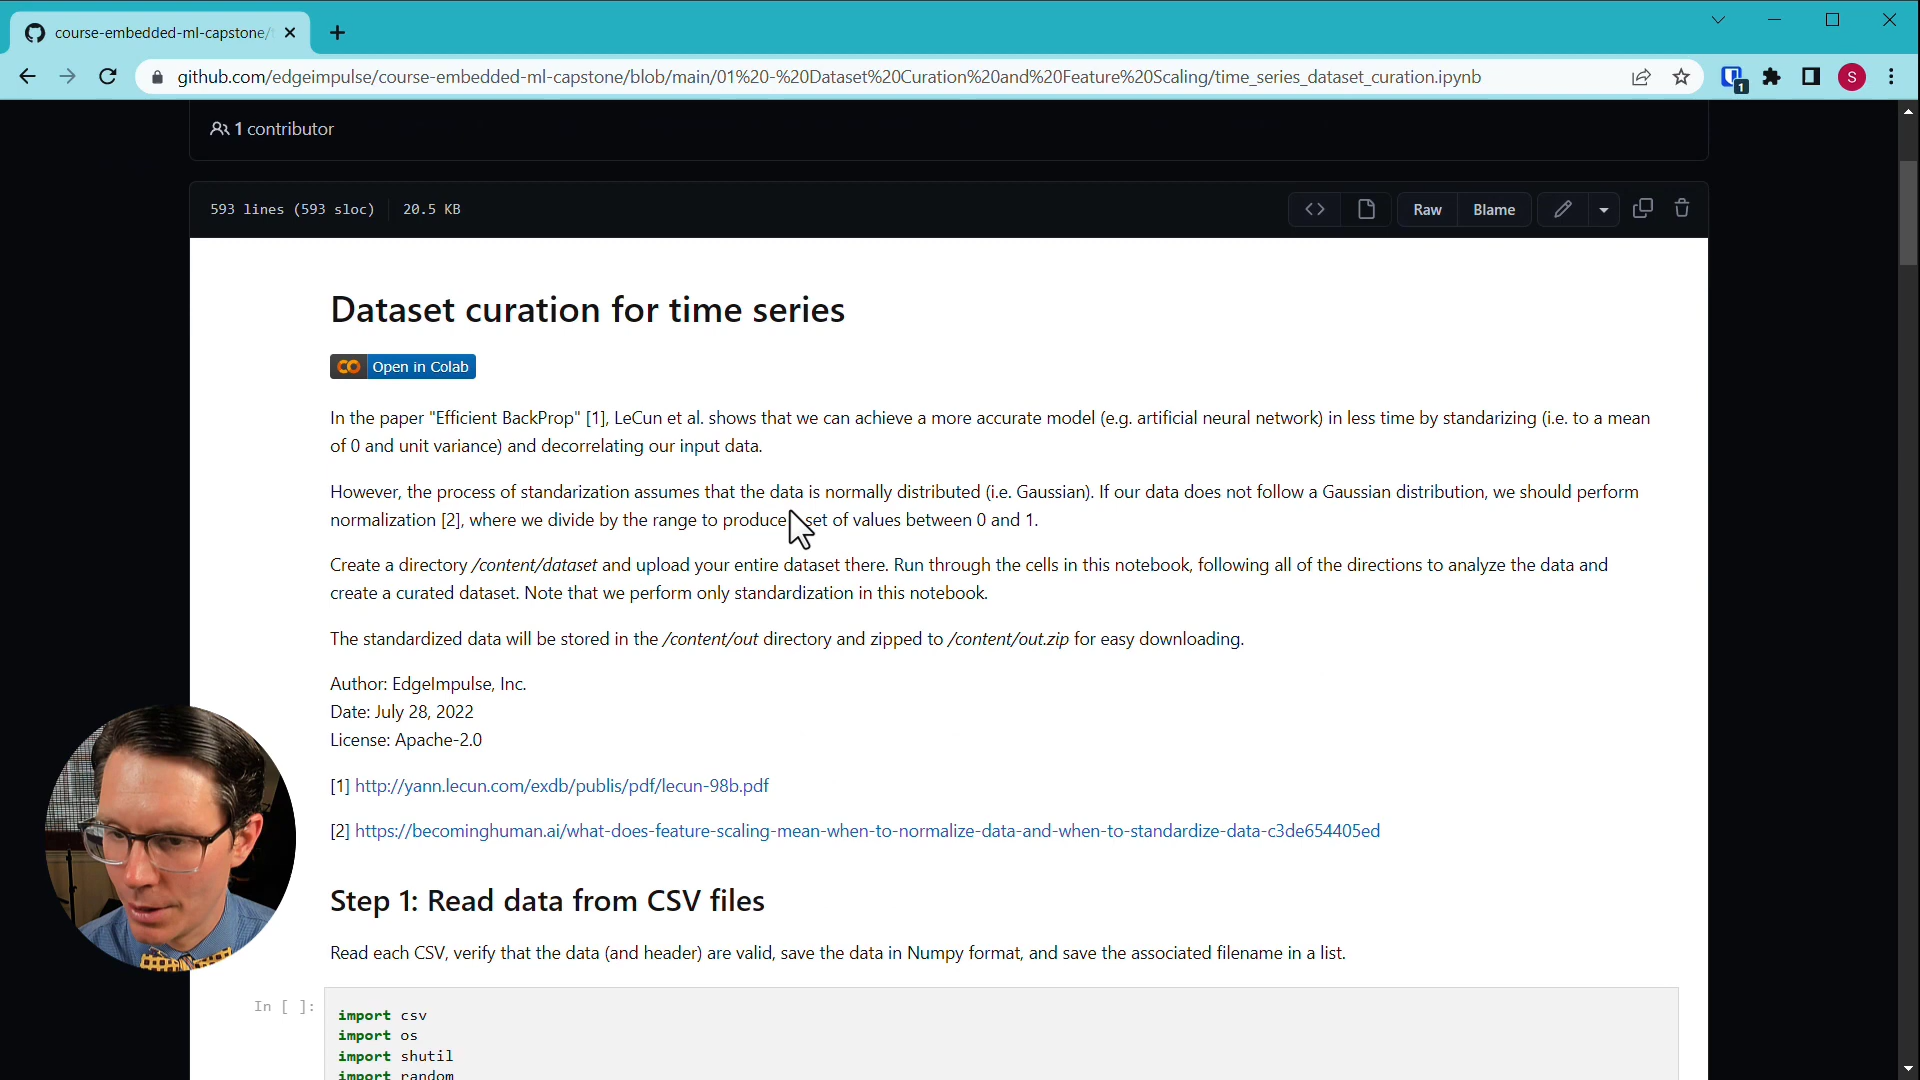 course-embedded-ml-capstone/
github.com/edgeimpulse/course-embedded-ml-capstone/blob/main/01%20-%20Dataset%20Curation%20and%20Feature%20Scaling/time_series_dataset_curation.ipynb
1
S
1 contributor
593 lines (593 sloc) 20.5 KB
Raw Blame
Dataset curation for time series
Open in Colab
In the paper "Efficient BackProp" [1], LeCun et al. shows that we can achieve a more accurate model (e.g. artificial neural network) in less time by standarizing (i.e. to a mean
of 0 and unit variance) and decorrelating our input data.
However, the process of standarization assumes that the data is normally distributed (i.e. Gaussian). If our data does not follow a Gaussian distribution, we should perform
normalization [2], where we divide by the range to produce set of values between 0 and 1.
Create a directory /content/dataset and upload your entire dataset there. Run through the cells in this notebook, following all of the directions to analyze the data and
create a curated dataset. Note that we perform only standardization in this notebook.
The standardized data will be stored in the /content/out directory and zipped to /content/out.zip for easy downloading.
Author: EdgeImpulse, Inc.
Date: July 28, 2022
License: Apache-2.0
[1] http://yann.lecun.com/exdb/publis/pdf/lecun-98b.pdf
[2] https://becominghuman.ai/what-does-feature-scaling-mean-when-to-normalize-data-and-when-to-standardize-data-c3de654405ed
Step 1: Read data from CSV files
Read each CSV, verify that the data (and header) are valid, save the data in Numpy format, and save the associated filename in a list.
In [ ]:
import csv
import os
import shutil
import random